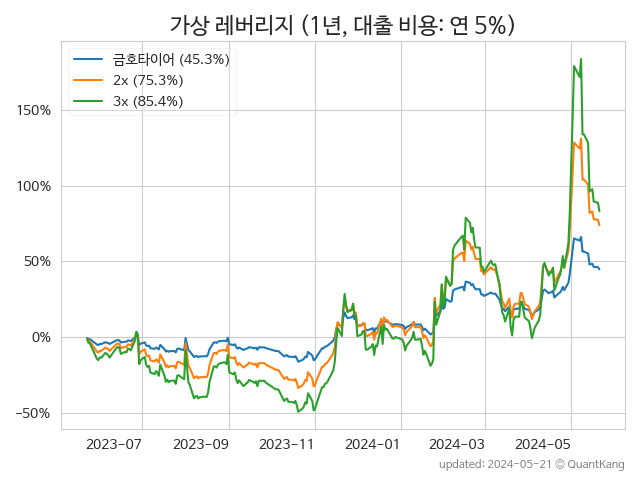 가상 레버리지 (1년, 대출 비용: 연 5%)
금호타이어 (45.3%)
2x (75.3%)
3x (85.4%)
150%
100%
50%
0%
−50%
2023-07
2023-09
2023-11
2024-01
2024-03
2024-05
updated: 2024-05-21 © QuantKang